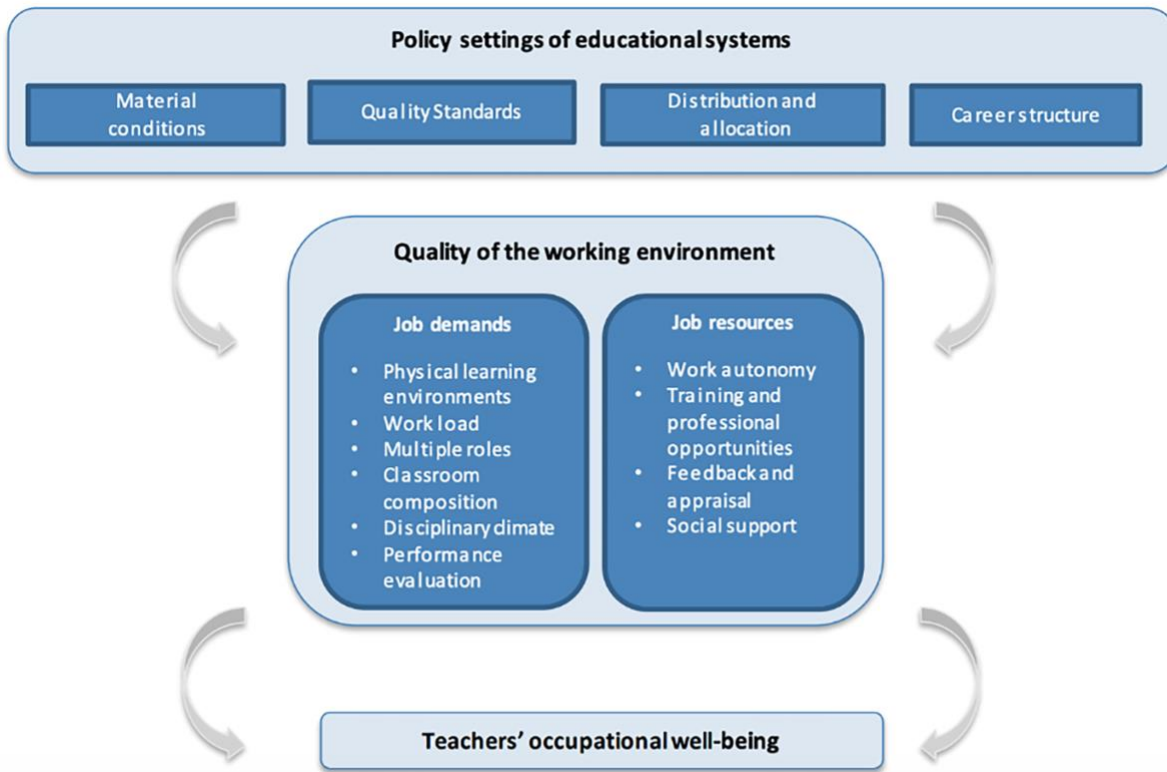 Policy settings of educational systems
Material
conditions
Quality Standards
Distribution and
allocation
Career structure
Quality of the working environment
Job demands
• Physical learning
environments
• Work load
• Multiple roles
• Classroom
composition
• Disciplinary climate
• Performance
evaluation
Job resources
• Work autonomy
• Training and
professional
opportunities
• Feedback and
appraisal
• Social support
Teachers’ occupational well-being